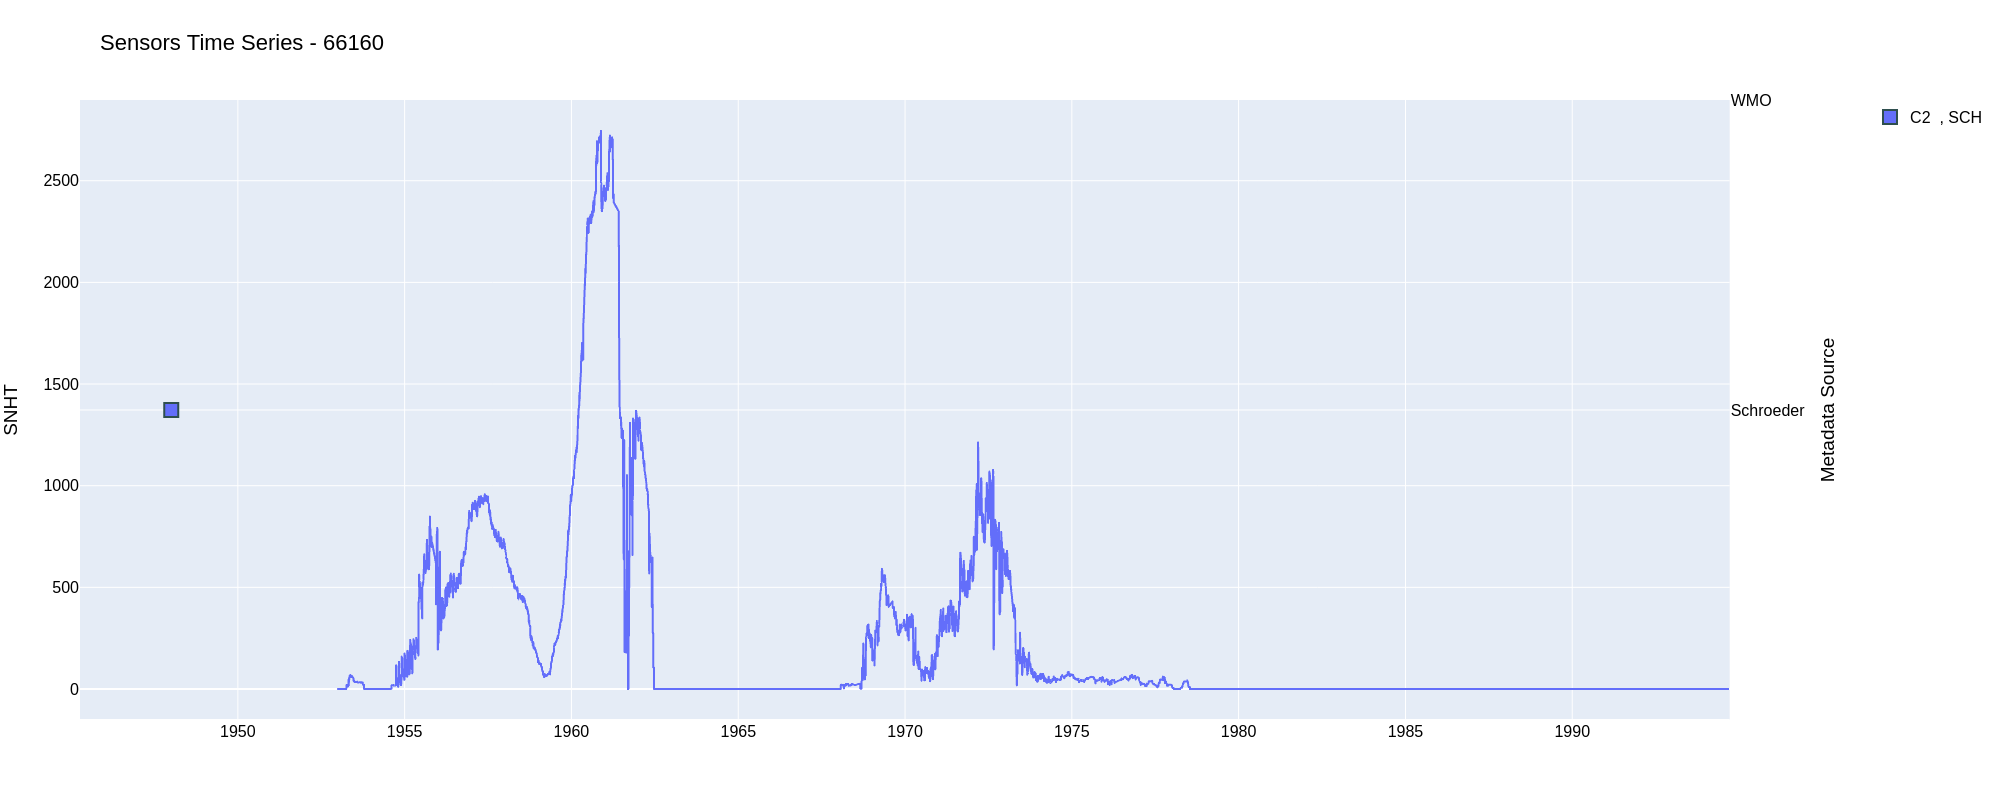 Sensors Time Series - 66160
WMO
C2  , SCH
2500
2000
1500
Schroeder
1000
500
0
SNHT
Metadata Source
1950
1955
1960
1965
1970
1975
1980
1985
1990